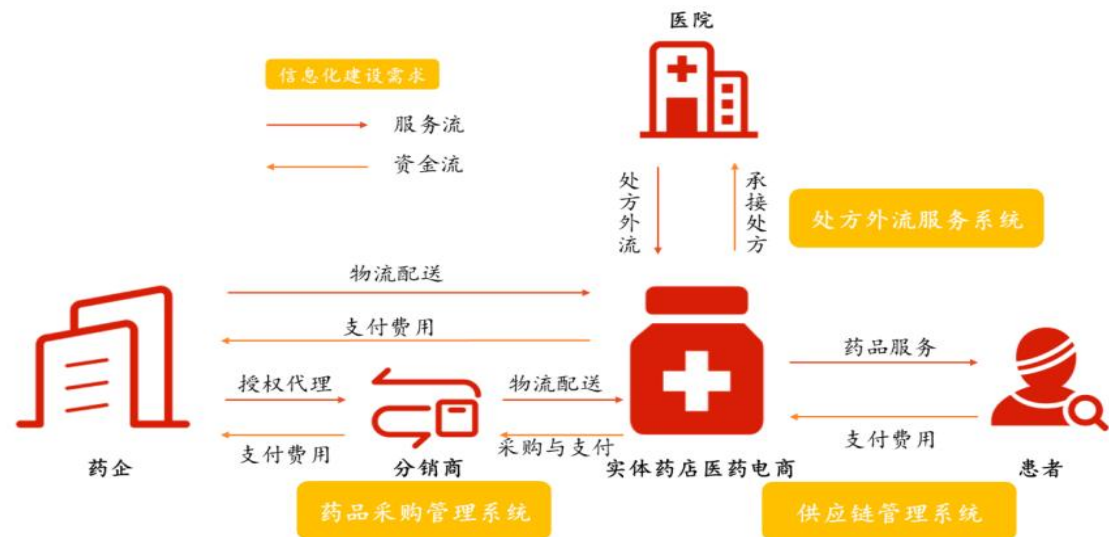 医院
信息化建设需求
服务流
资金流
处方外流
承接处方
处方外流服务系统
物流配送
支付费用
药品服务
授权代理
物流配送
支付费用
采购与支付
支付费用
药企
分销商
实体药店医药电商
患者
药品采购管理系统
供应链管理系统